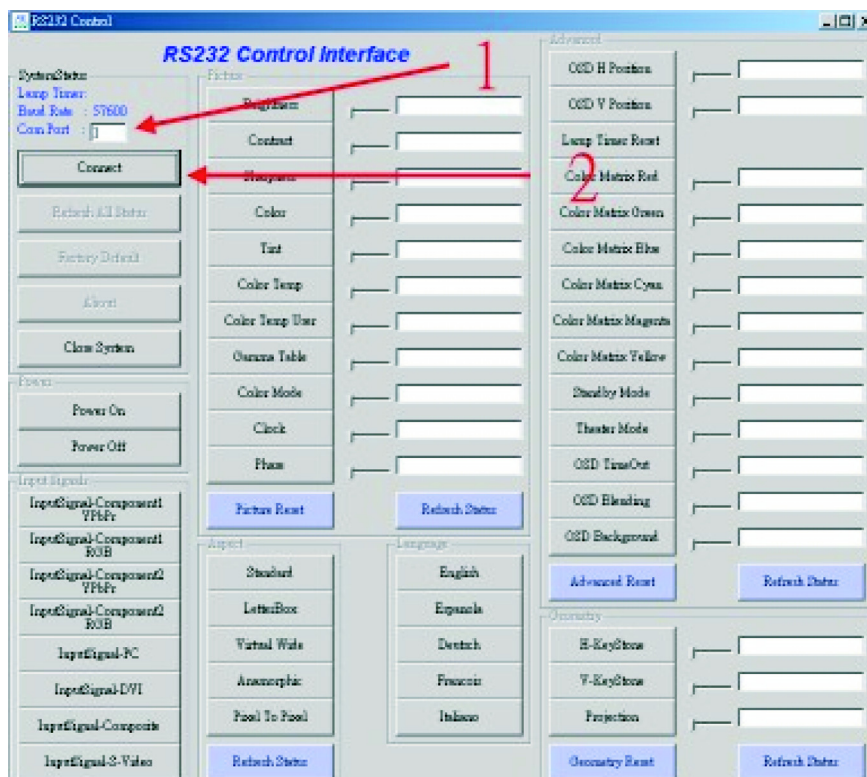 RS232 Control
RS232 Control Interface
1
2
SystemStatus
Lamp Timer:
Baud Rate : 57600
Com Port :
Connect
Refresh All Status
Factory Default
About
Close System
Power
Power On
Power Off
Input Signals
InputSignal-Component1
YPbPr
InputSignal-Component1
RGB
InputSignal-Component2
YPbPr
InputSignal-Component2
RGB
InputSignal-PC
InputSignal-DVI
InputSignal-Composite
InputSignal-S-Video
Picture
Brightness
Contrast
Sharpness
Color
Tint
Color Temp
Color Temp User
Gamma Table
Color Mode
Clock
Phase
Picture Reset
Refresh Status
Aspect
Standard
LetterBox
Virtual Wide
Anamorphic
Pixel To Pixel
Refresh Status
Language
English
Espanola
Deutsch
Francois
Italiano
Advanced
OSD H Position
OSD V Position
Lamp Timer Reset
Color Matrix Red
Color Matrix Green
Color Matrix Blue
Color Matrix Cyan
Color Matrix Magenta
Color Matrix Yellow
Standby Mode
Theater Mode
OSD TimeOut
OSD Blending
OSD Background
Advanced Reset
Refresh Status
Geometry
H-KeyStone
V-KeyStone
Projection
Geometry Reset
Refresh Status